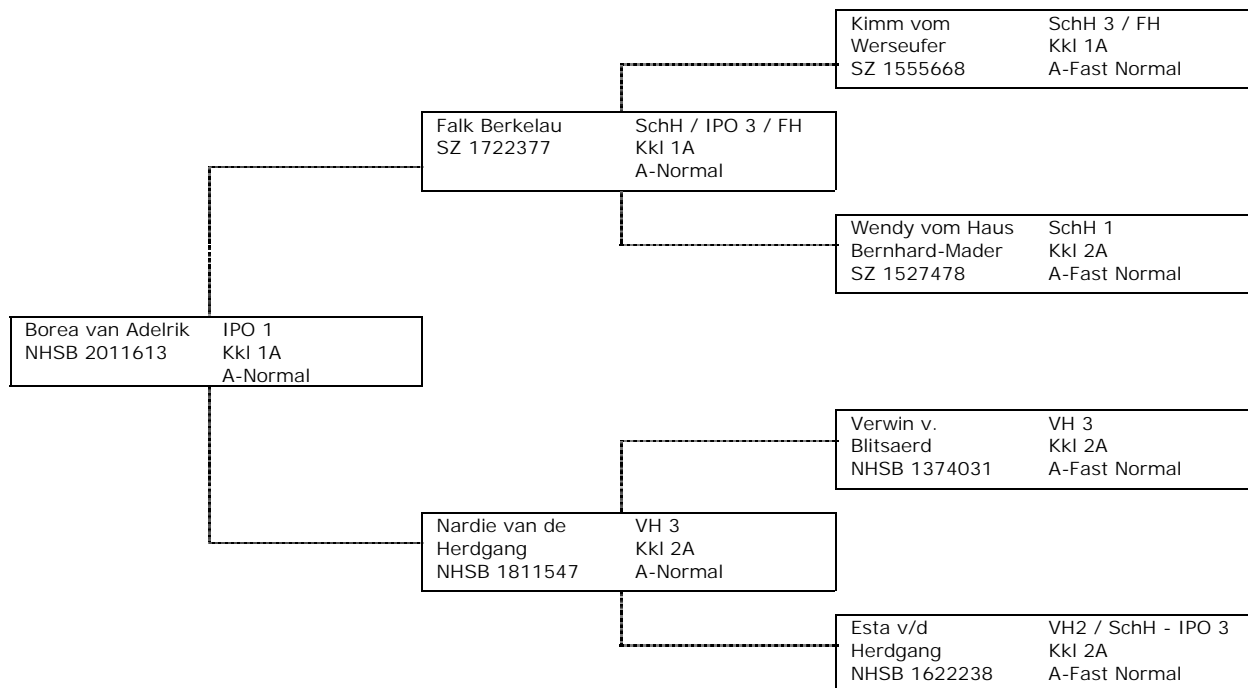 Kimm vom SchH 3 / FH
Werseufer Kkl 1A
SZ 1555668 A-Fast Normal
Falk Berkelau SchH / IPO 3 / FH
SZ 1722377 Kkl 1A
A-Normal
Wendy vom Haus SchH 1
Bernhard-Mader Kkl 2A
SZ 1527478 A-Fast Normal
Borea van Adelrik IPO 1
NHSB 2011613 Kkl 1A
A-Normal
Verwin v. VH 3
Blitsaerd Kkl 2A
NHSB 1374031 A-Fast Normal
Nardie van de VH 3
Herdgang Kkl 2A
NHSB 1811547 A-Normal
Esta v/d VH2 / SchH - IPO 3
Herdgang Kkl 2A
NHSB 1622238 A-Fast Normal